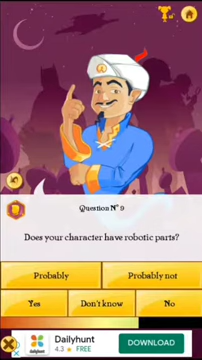 Question N° 9
Does your character have robotic parts?
Probably
Probably not
Yes
Don't know
No
Dailyhunt
4.3 ★ FREE
DOWNLOAD